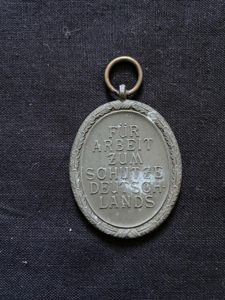 FÜR
ARBEIT
ZUM
SCHUTZE
DEUTSCH-
LANDS